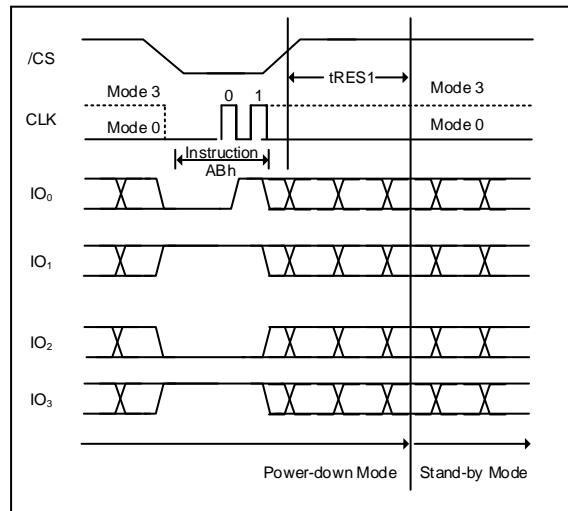 /CS
tRES1
Mode 3 0 1 Mode 3
CLK
Mode 0 Mode 0
Instruction
ABh
IO0
IO1
IO2
IO3
Power-down Mode Stand-by Mode